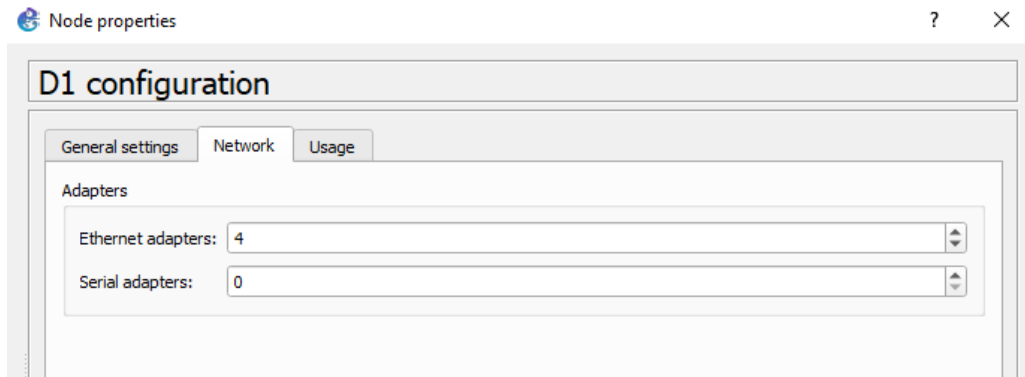 Node properties ?
D1 configuration
General settings Network Usage
Adapters
Ethernet adapters: 4
Serial adapters: 0